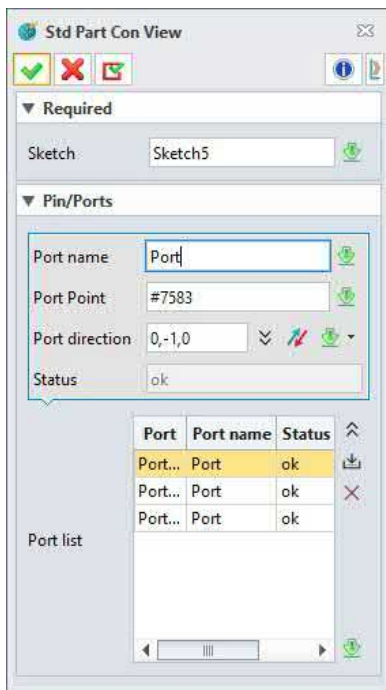 Std Part Con View
Required
Sketch Sketch5
Pin/Ports
Port name Port
Port Point #7583
Port direction 0,-1,0
Status ok
Port Port name Status
Port... Port ok
Port... Port ok
Port... Port ok
Port list